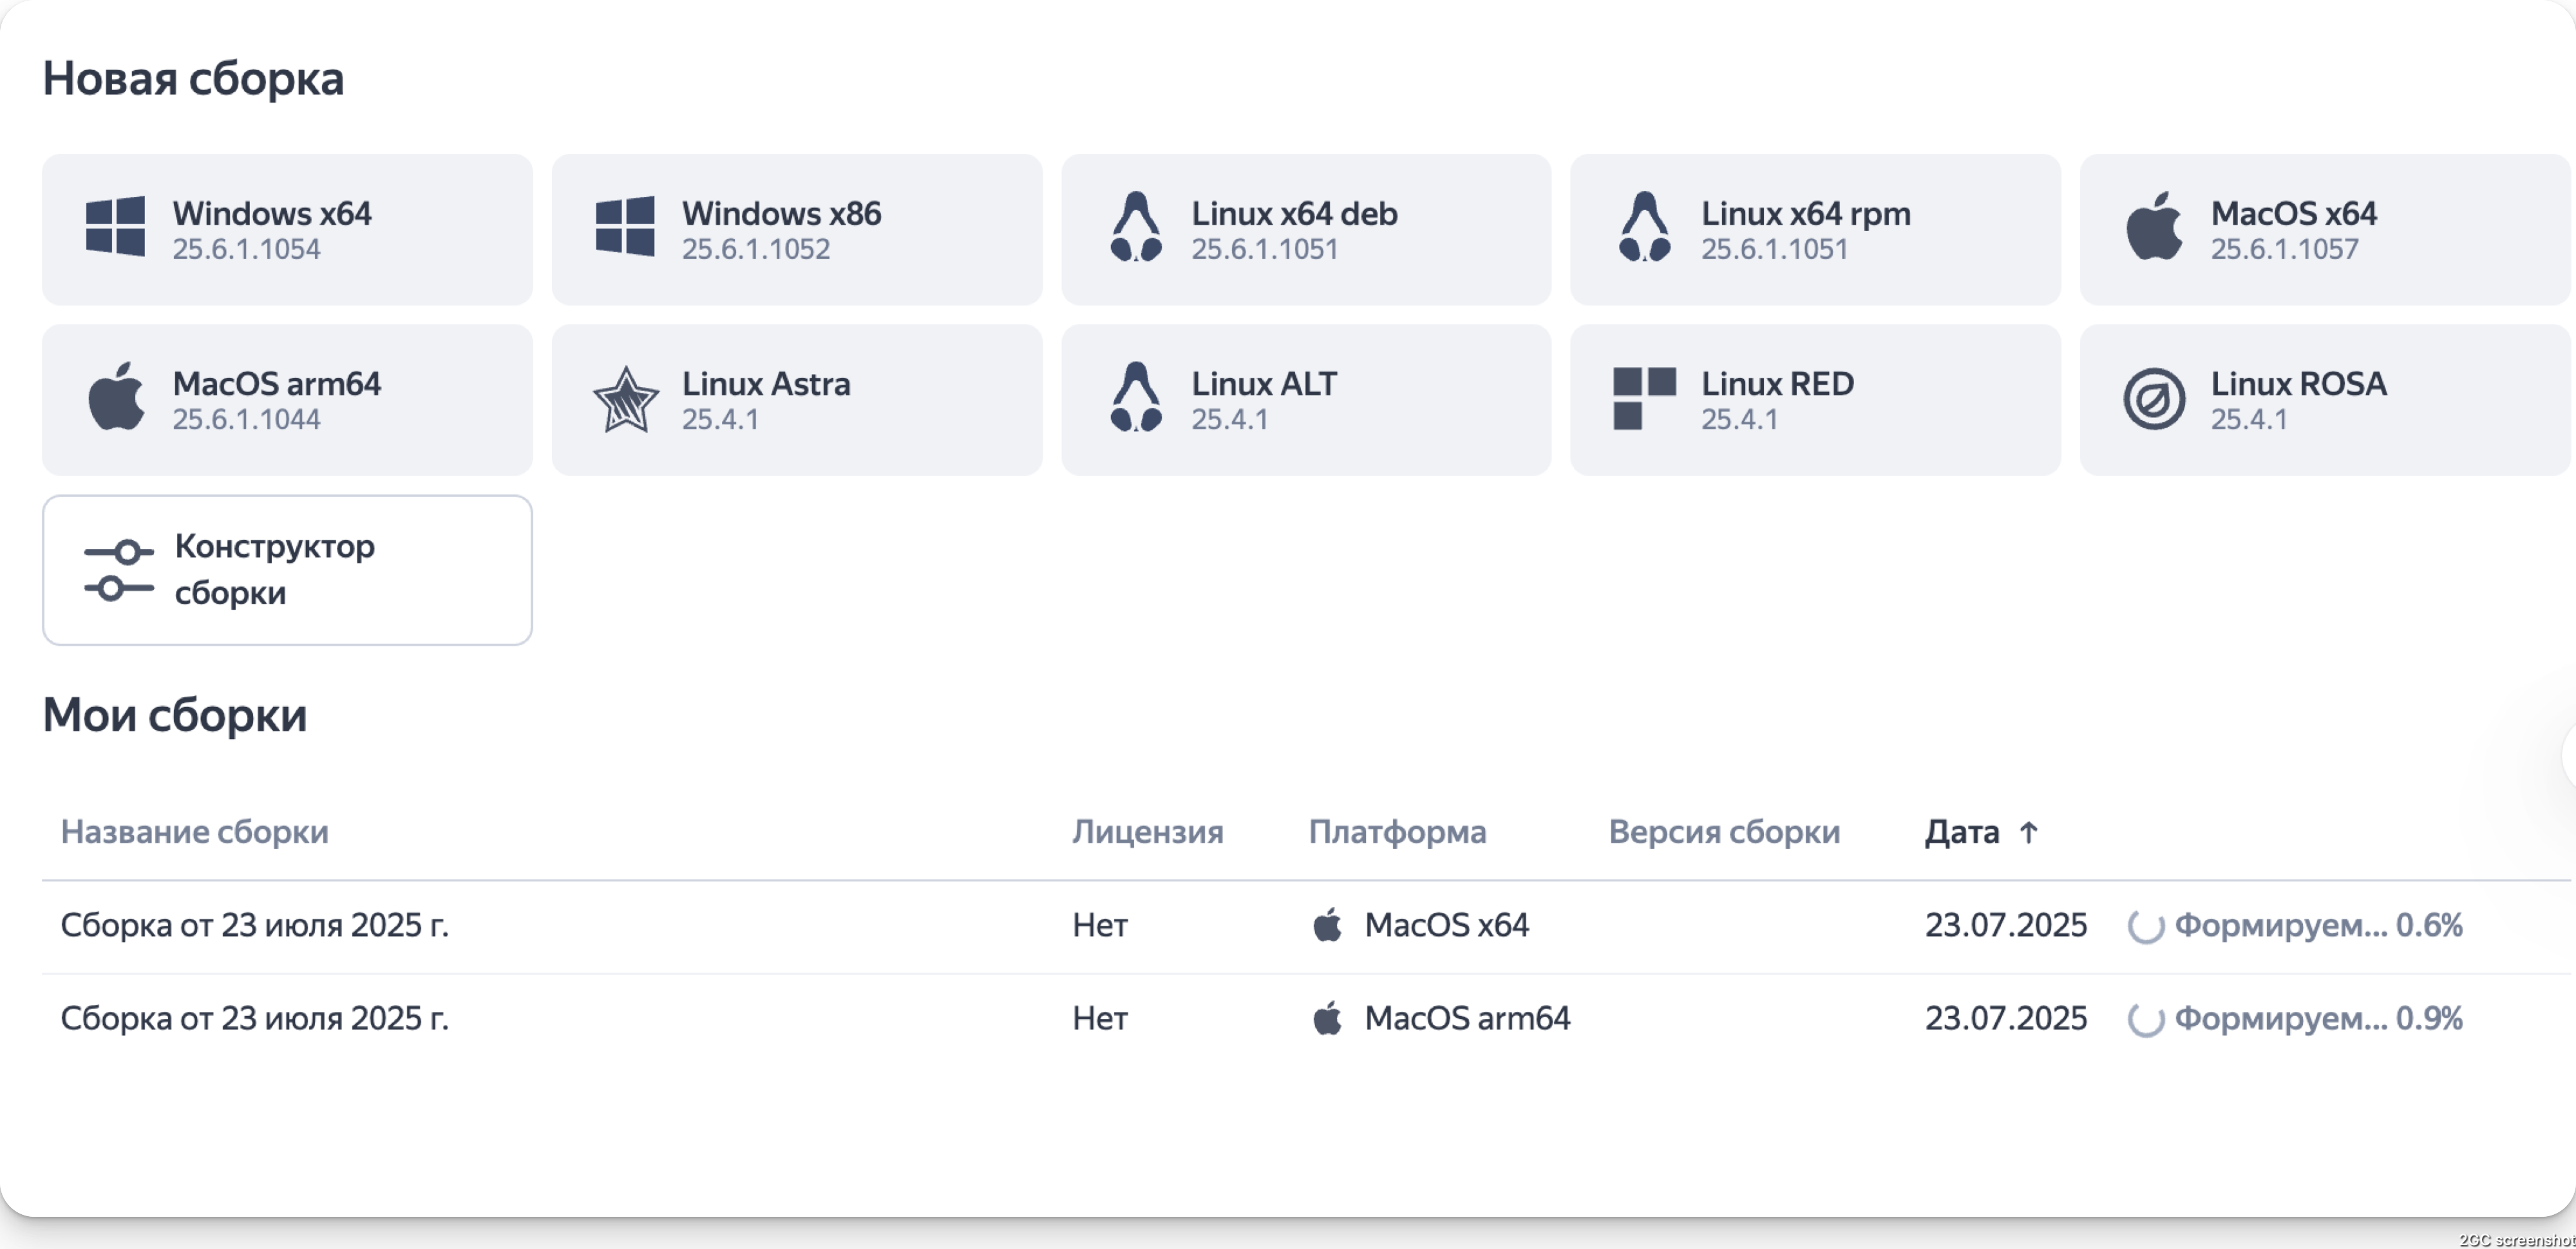 Новая сборка
Windows x64
25.6.1.1054
Windows x86
25.6.1.1052
Linux x64 deb
25.6.1.1051
Linux x64 rpm
25.6.1.1051
MacOS x64
25.6.1.1057
MacOS arm64
25.6.1.1044
Linux Astra
25.4.1
Linux ALT
25.4.1
Linux RED
25.4.1
Linux ROSA
25.4.1
Конструктор
сборки
Мои сборки
Название сборки Лицензия Платформа Версия сборки Дата ↑
Сборка от 23 июля 2025 г. Нет MacOS x64 23.07.2025 Формируем... 0.6%
Сборка от 23 июля 2025 г. Нет MacOS arm64 23.07.2025 Формируем... 0.9%
2GC screenshot